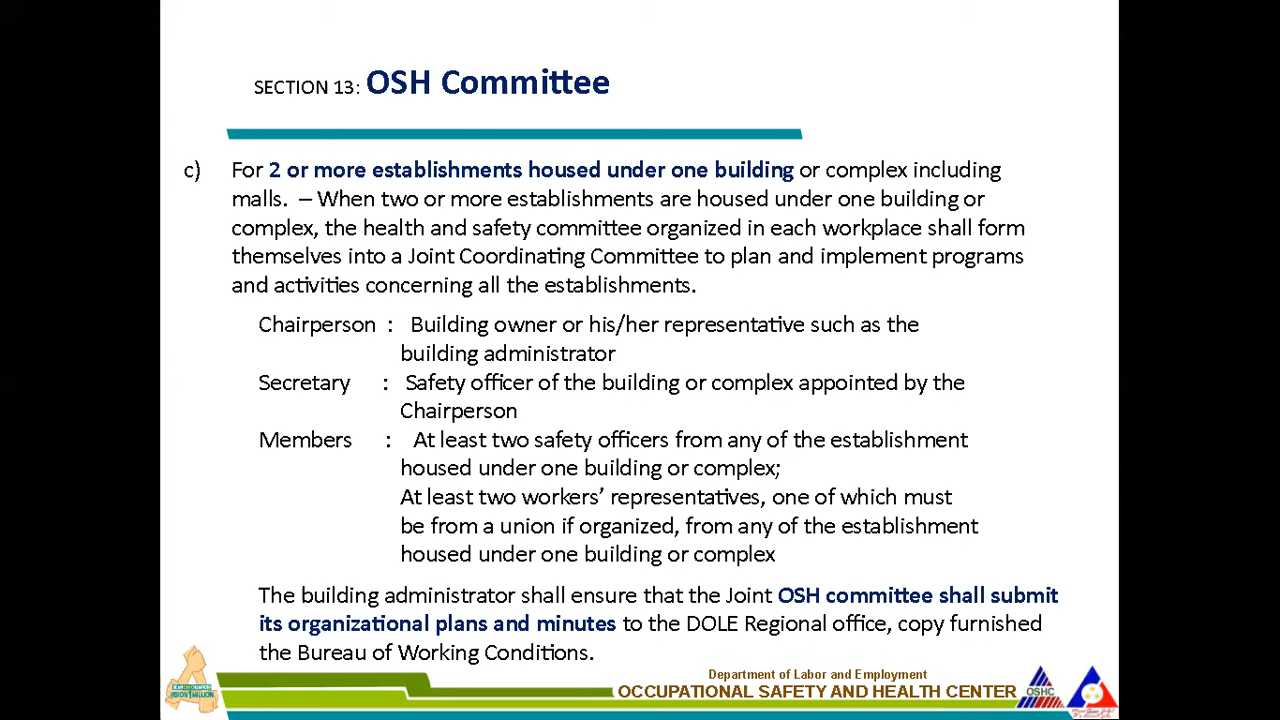 SECTION 13: OSH Committee
c) For 2 or more establishments housed under one building or complex including
malls. – When two or more establishments are housed under one building or
complex, the health and safety committee organized in each workplace shall form
themselves into a Joint Coordinating Committee to plan and implement programs
and activities concerning all the establishments.
Chairperson : Building owner or his/her representative such as the
building administrator
Secretary : Safety officer of the building or complex appointed by the
Chairperson
Members : At least two safety officers from any of the establishment
housed under one building or complex;
At least two workers’ representatives, one of which must
be from a union if organized, from any of the establishment
housed under one building or complex
The building administrator shall ensure that the Joint OSH committee shall submit
its organizational plans and minutes to the DOLE Regional office, copy furnished
the Bureau of Working Conditions.
Department of Labor and Employment
OCCUPATIONAL SAFETY AND HEALTH CENTER
OSHC